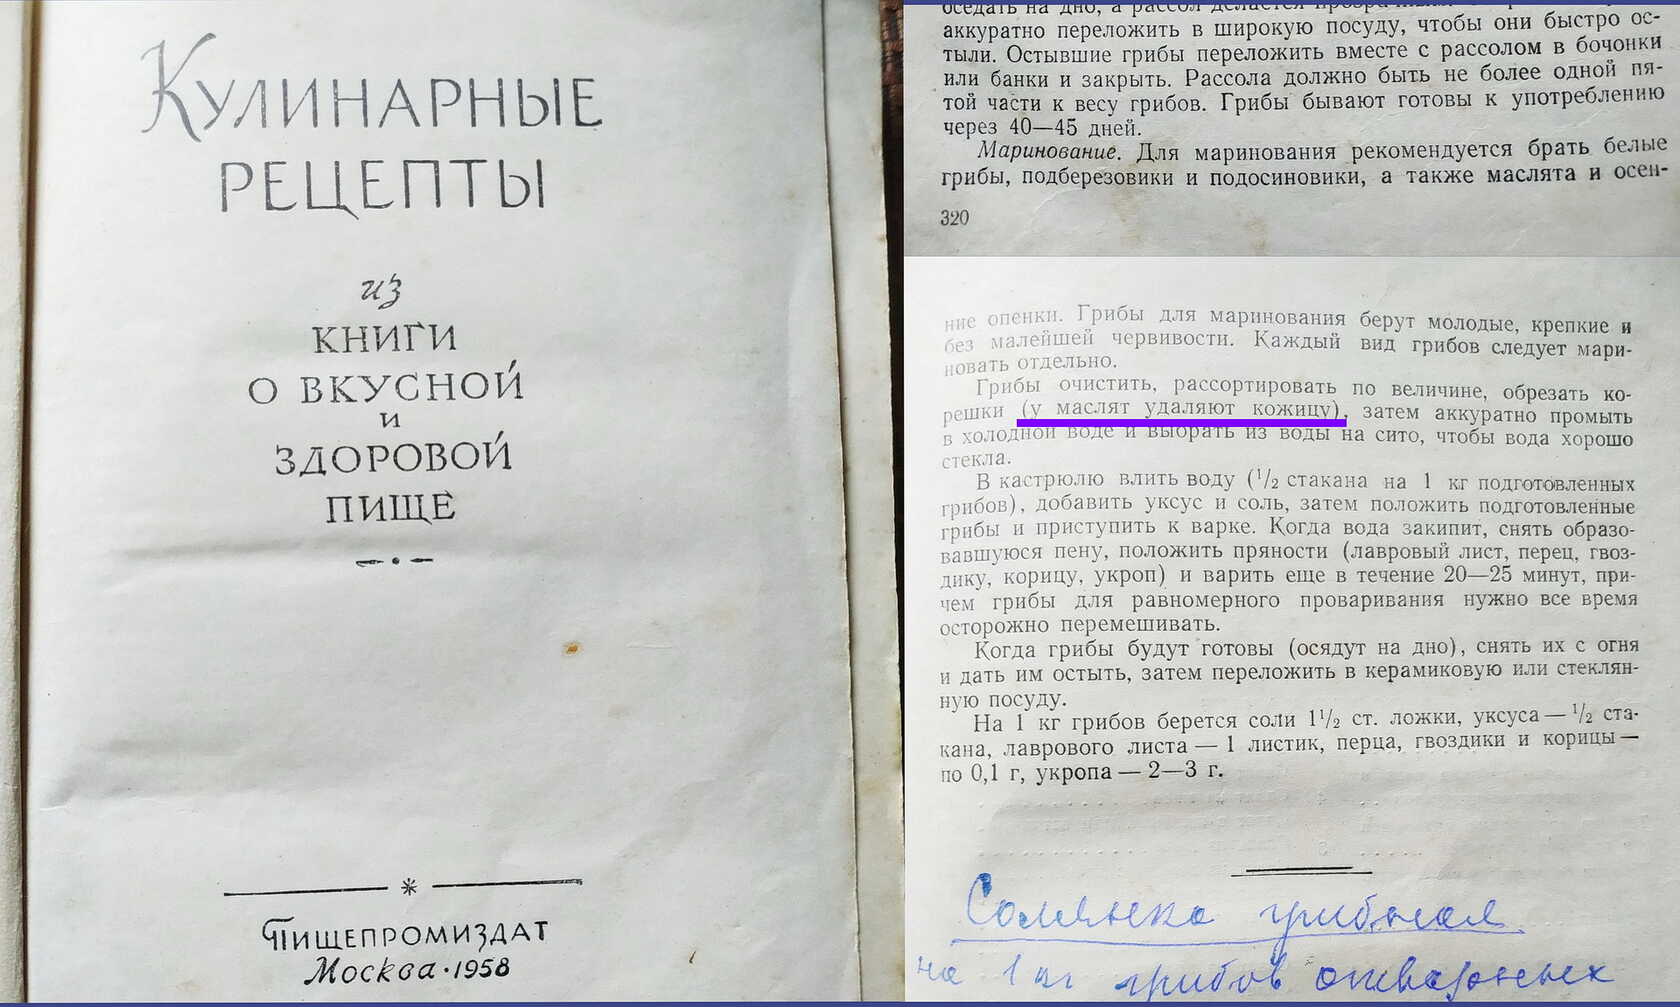 Кулинарные
рецепты
из
книги
о вкусной
и
здоровой
пище
Пищепромиздат
Москва · 1958
оседать на дно, а рассол делается
аккуратно переложить в широкую посуду, чтобы они быстро ос-
тыли. Остывшие грибы переложить вместе с рассолом в бочонки
или банки и закрыть. Рассола должно быть не более одной пя-
той части к весу грибов. Грибы бывают готовы к употреблению
через 40—45 дней.
Маринование. Для маринования рекомендуется брать белые
грибы, подберезовики и подосиновики, а также маслята и осен-
320
ние опенки. Грибы для маринования берут молодые, крепкие и
без малейшей червивости. Каждый вид грибов следует мари-
новать отдельно.
Грибы очистить, рассортировать по величине, обрезать ко-
решки (у маслят удаляют кожицу), затем аккуратно промыть
в холодной воде и выбрать из воды на сито, чтобы вода хорошо
стекла.
В кастрюлю влить воду (1/2 стакана на 1 кг подготовленных
грибов), добавить уксус и соль, затем положить подготовленные
грибы и приступить к варке. Когда вода закипит, снять образо-
вавшуюся пену, положить пряности (лавровый лист, перец, гвоз-
дику, корицу, укроп) и варить еще в течение 20—25 минут, при-
чем грибы для равномерного проваривания нужно все время
осторожно перемешивать.
Когда грибы будут готовы (осядут на дно), снять их с огня
и дать им остыть, затем переложить в керамиковую или стеклян-
ную посуду.
На 1 кг грибов берется соли 1 1/2 ст. ложки, уксуса — 1/2 ста-
кана, лаврового листа — 1 листик, перца, гвоздики и корицы —
по 0,1 г, укропа — 2—3 г.
Солянка грибная
на 1 кг грибов отварных